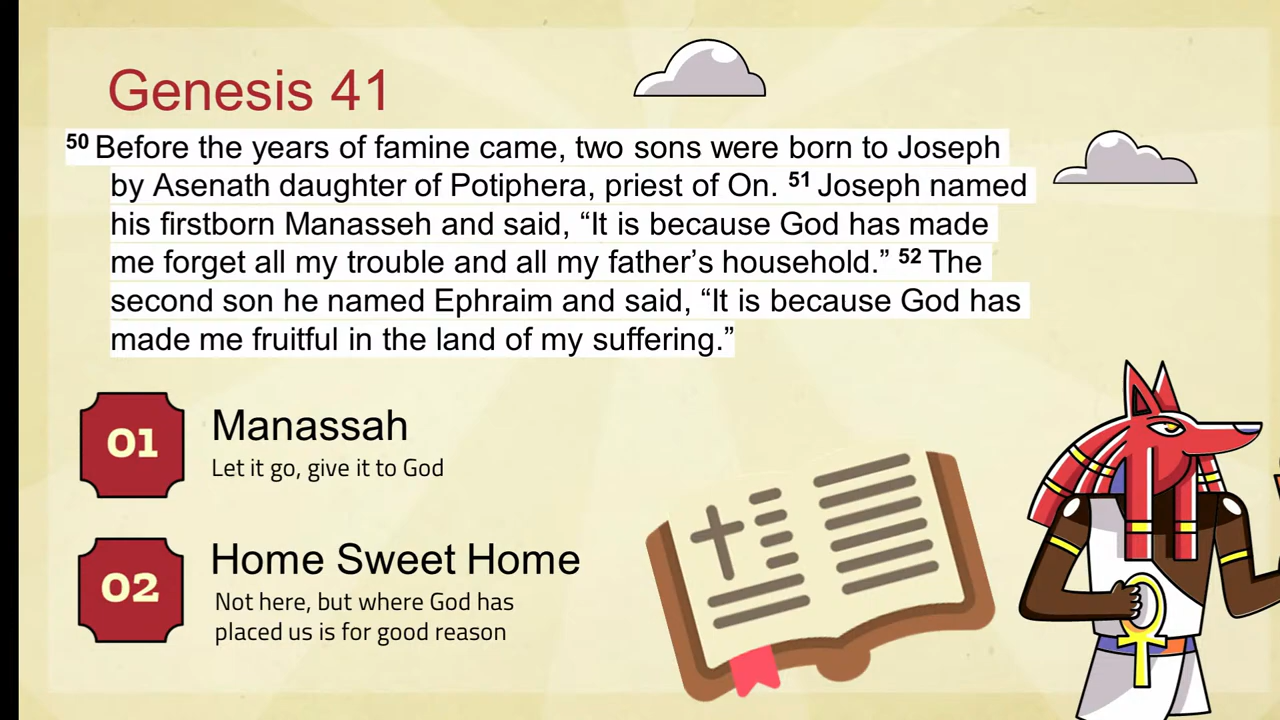 Genesis 41
50 Before the years of famine came, two sons were born to Joseph
by Asenath daughter of Potiphera, priest of On. 51 Joseph named
his firstborn Manasseh and said, “It is because God has made
me forget all my trouble and all my father’s household.” 52 The
second son he named Ephraim and said, “It is because God has
made me fruitful in the land of my suffering.”
01
Manassah
Let it go, give it to God
02
Home Sweet Home
Not here, but where God has
placed us is for good reason